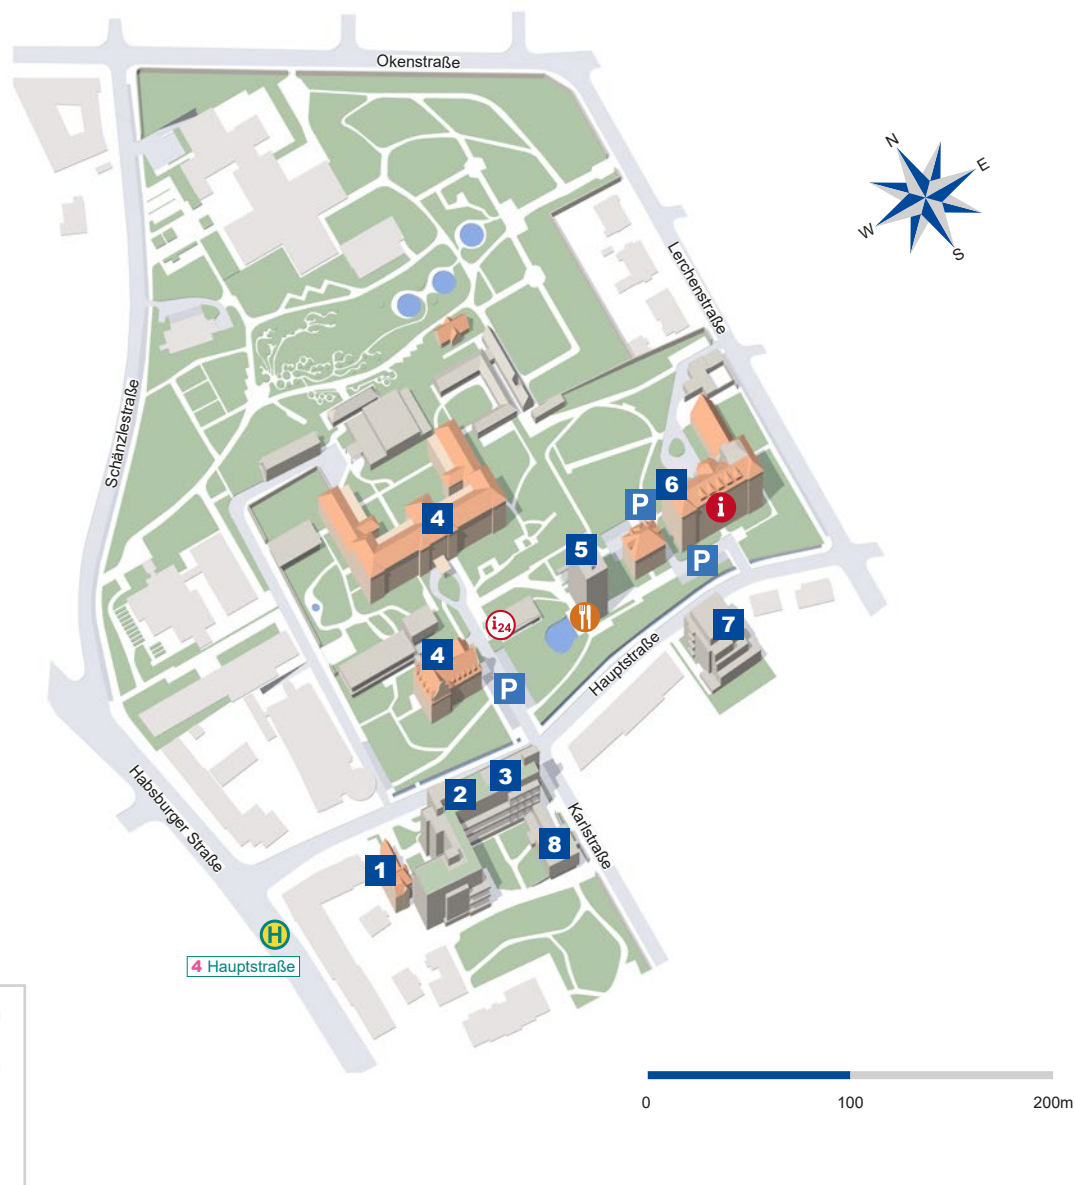 Okenstraße
N
E
W
S
Lerchenstraße
Schänzlestraße
6
P
i
4
5
P
i24
7
4
Hauptstraße
P
3
2
Habsburger Straße
Karlstraße
8
1
H
4 Hauptstraße
0 100 200m